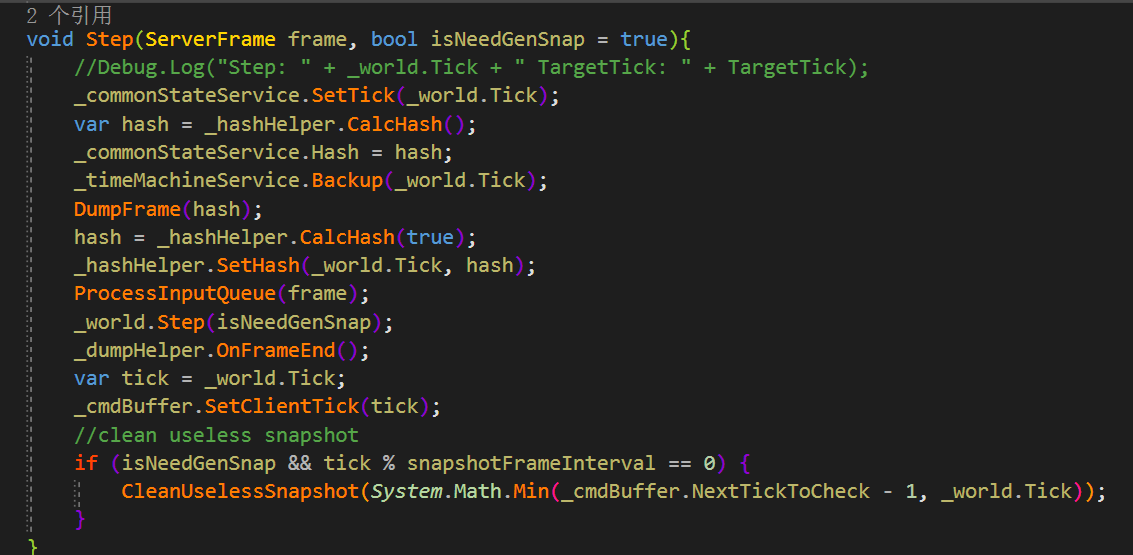 2 个引用
void Step(ServerFrame frame, bool isNeedGenSnap = true){
//Debug.Log("Step: " + _world.Tick + " TargetTick: " + TargetTick);
_commonStateService.SetTick(_world.Tick);
var hash = _hashHelper.CalcHash();
_commonStateService.Hash = hash;
_timeMachineService.Backup(_world.Tick);
DumpFrame(hash);
hash = _hashHelper.CalcHash(true);
_hashHelper.SetHash(_world.Tick, hash);
ProcessInputQueue(frame);
_world.Step(isNeedGenSnap);
_dumpHelper.OnFrameEnd();
var tick = _world.Tick;
_cmdBuffer.SetClientTick(tick);
//clean useless snapshot
if (isNeedGenSnap && tick % snapshotFrameInterval == 0) {
CleanUselessSnapshot(System.Math.Min(_cmdBuffer.NextTickToCheck - 1, _world.Tick));
}
}